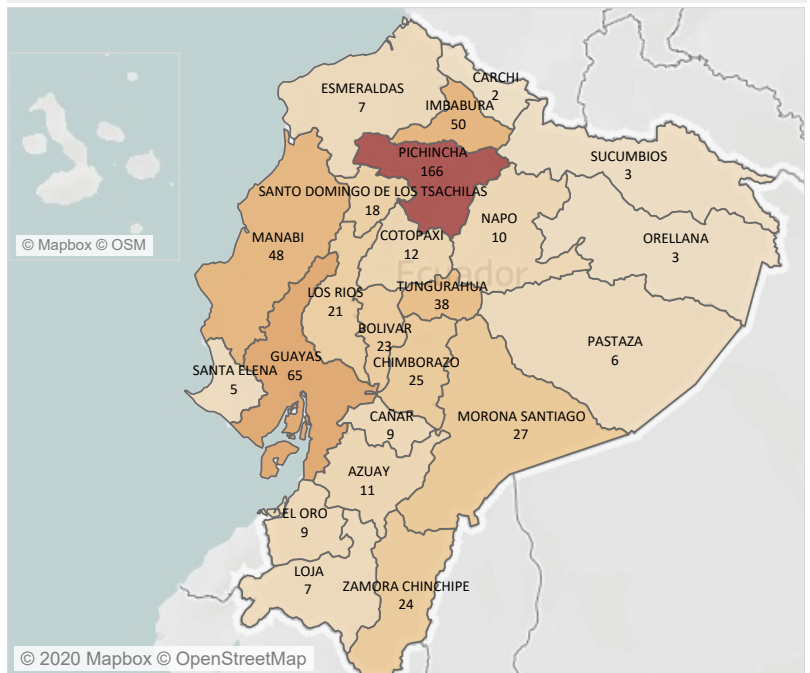 CARCHI
2
ESMERALDAS
7
IMBABURA
50
PICHINCHA
166
SUCUMBIOS
3
SANTO DOMINGO DE LOS TSACHILAS
18
NAPO
10
MANABI
48
COTOPAXI
12
ORELLANA
3
© Mapbox © OSM
Ecuador
TUNGURAHUA
38
LOS RIOS
21
BOLIVAR
23
PASTAZA
6
GUAYAS
65
CHIMBORAZO
25
SANTA ELENA
5
CAÑAR
9
MORONA SANTIAGO
27
AZUAY
11
EL ORO
9
LOJA
7
ZAMORA CHINCHIPE
24
© 2020 Mapbox © OpenStreetMap